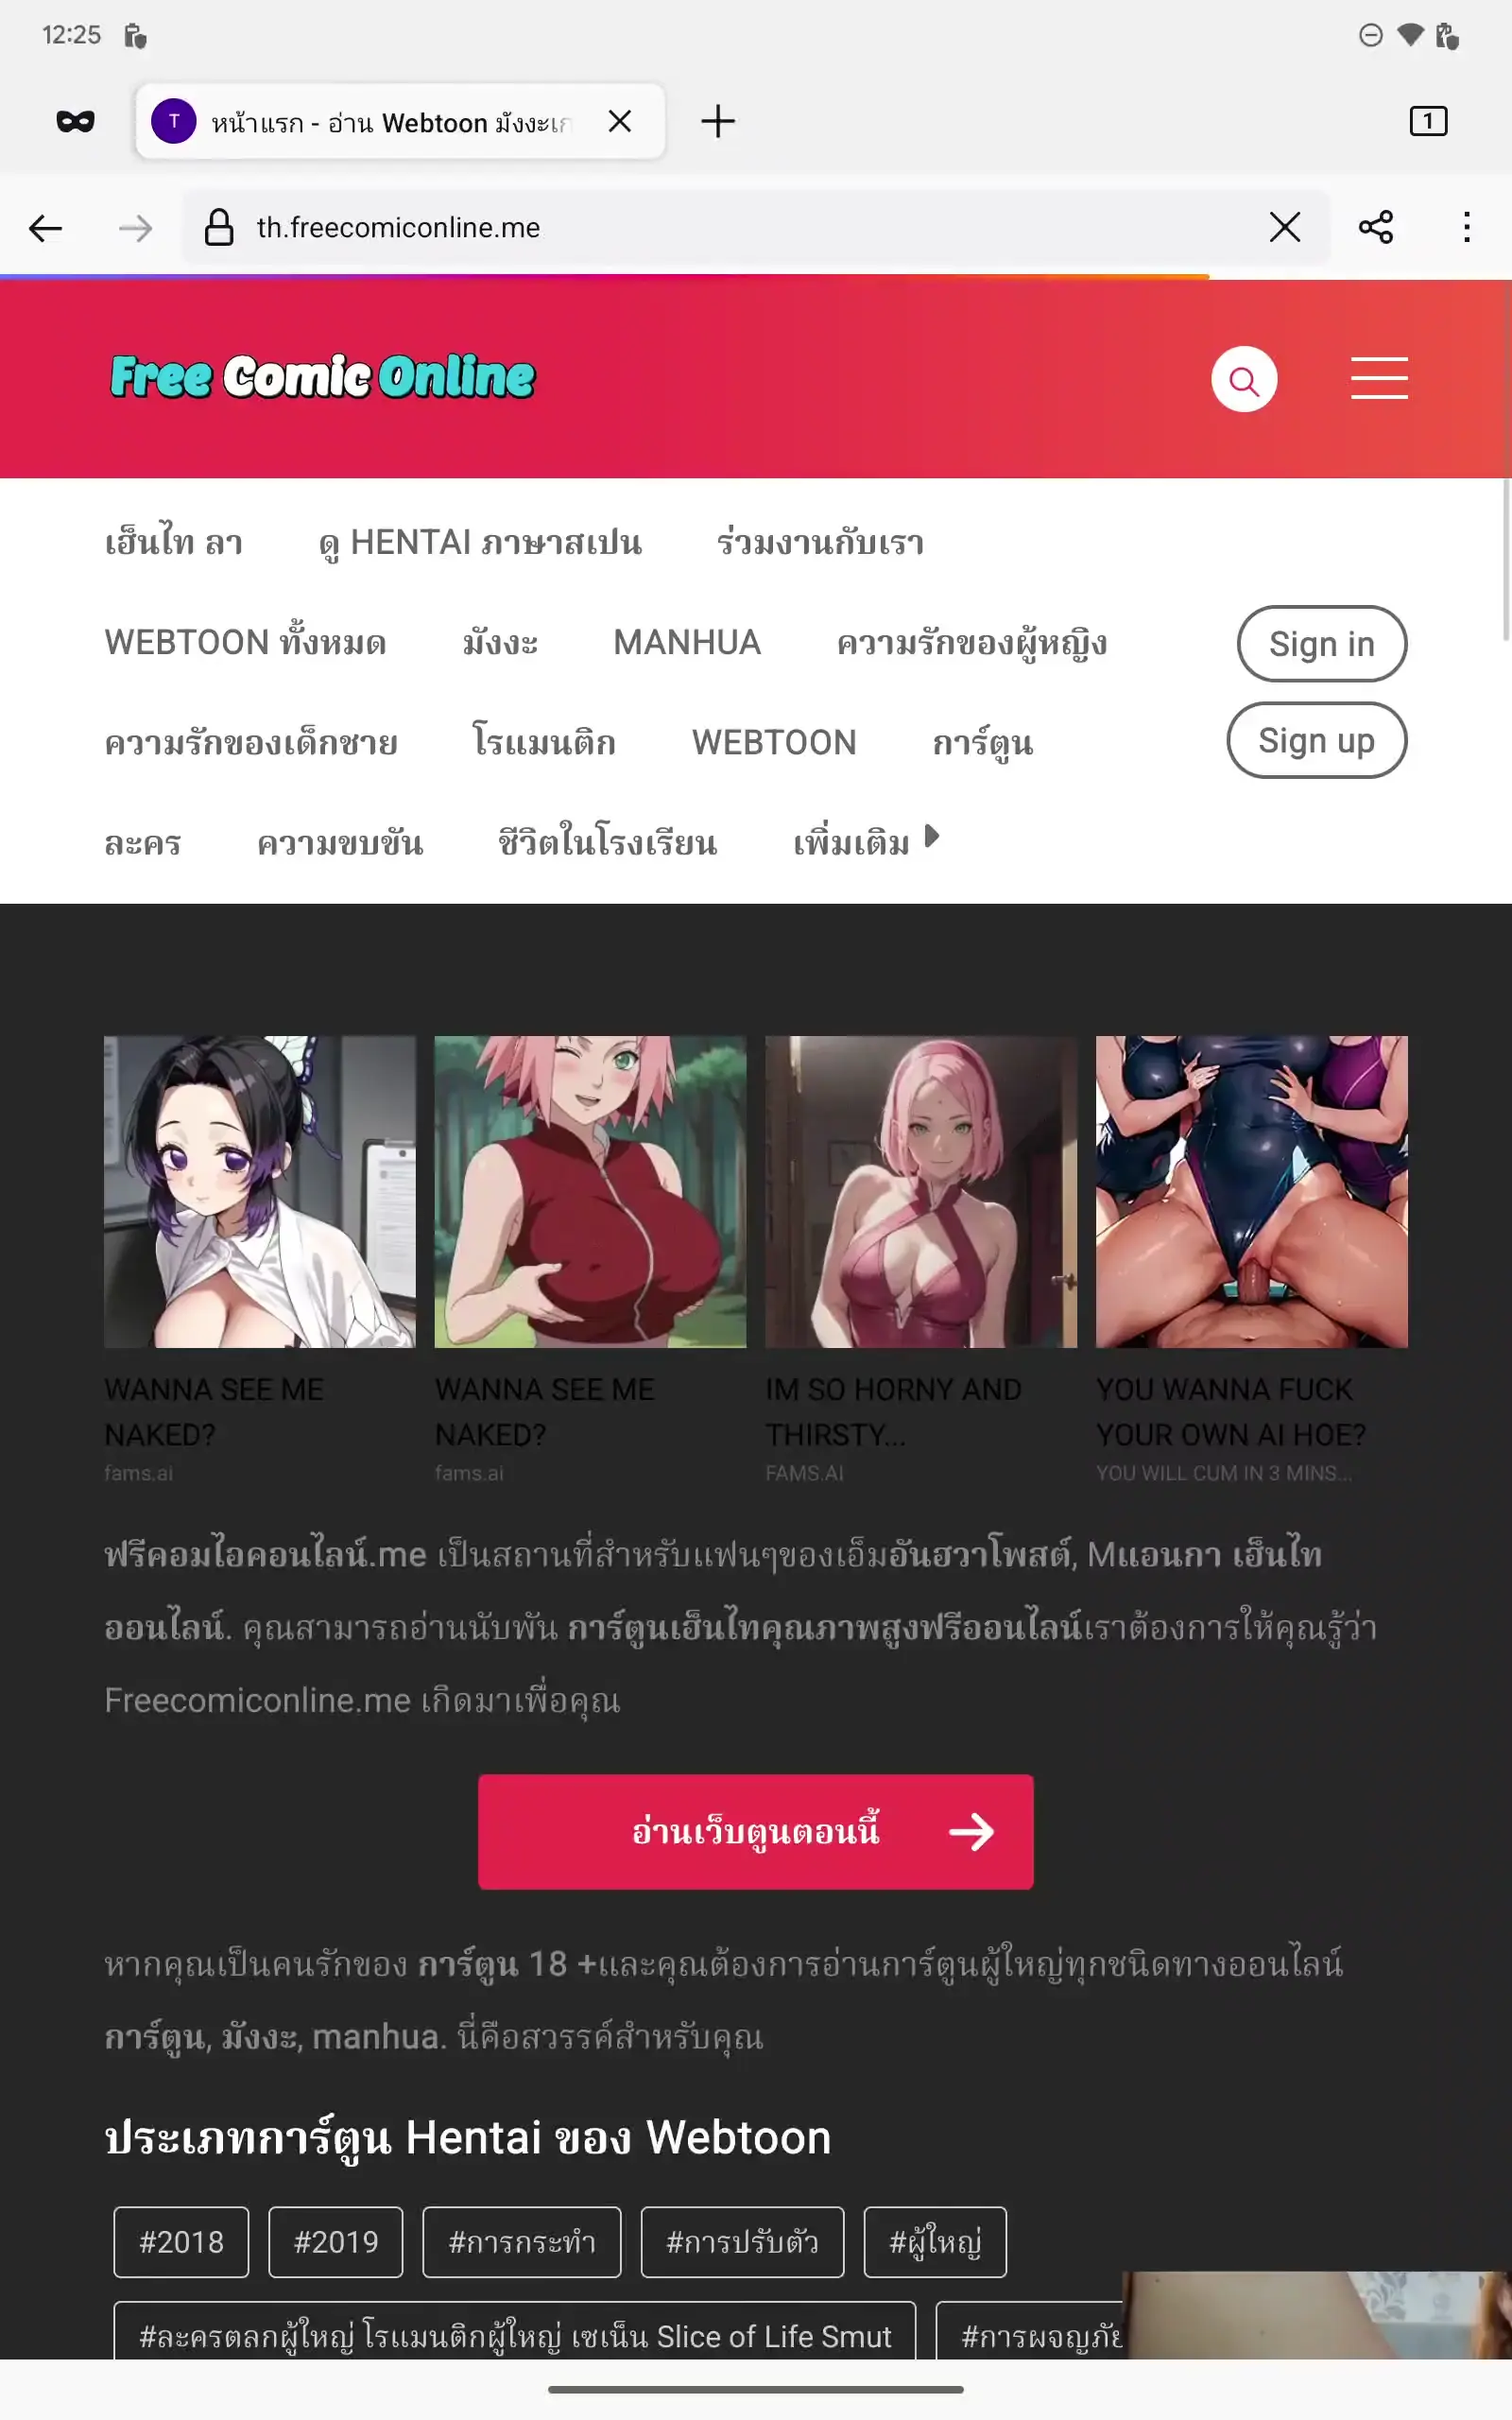 12:25
T หน้าแรก - อ่าน Webtoon มังงะเก
1
th.freecomiconline.me
Free Comic Online
เฮ็นไท ลา ดู HENTAI ภาษาสเปน ร่วมงานกับเรา
WEBTOON ทั้งหมด มังงะ MANHUA ความรักของผู้หญิง
Sign in
ความรักของเด็กชาย โรแมนติก WEBTOON การ์ตูน
Sign up
ละคร ความขบขัน ชีวิตในโรงเรียน เพิ่มเติม
WANNA SEE ME
NAKED?
fams.ai
WANNA SEE ME
NAKED?
fams.ai
IM SO HORNY AND
THIRSTY...
FAMS.AI
YOU WANNA FUCK
YOUR OWN AI HOE?
YOU WILL CUM IN 3 MINS...
ฟรีคอมไอคอนไลน์.me เป็นสถานที่สำหรับแฟนๆของเอ็มอันฮวาโพสต์, Mแอนกา เฮ็นไท
ออนไลน์. คุณสามารถอ่านนับพัน การ์ตูนเฮ็นไทคุณภาพสูงฟรีออนไลน์เราต้องการให้คุณรู้ว่า
Freecomiconline.me เกิดมาเพื่อคุณ
อ่านเว็บตูนตอนนี้
หากคุณเป็นคนรักของ การ์ตูน 18 +และคุณต้องการอ่านการ์ตูนผู้ใหญ่ทุกชนิดทางออนไลน์
การ์ตูน, มังงะ, manhua. นี่คือสวรรค์สำหรับคุณ
ประเภทการ์ตูน Hentai ของ Webtoon
#2018 #2019 #การกระทำ #การปรับตัว #ผู้ใหญ่
#ละครตลกผู้ใหญ่ โรแมนติกผู้ใหญ่ เซเน็น Slice of Life Smut #การผจญภัย